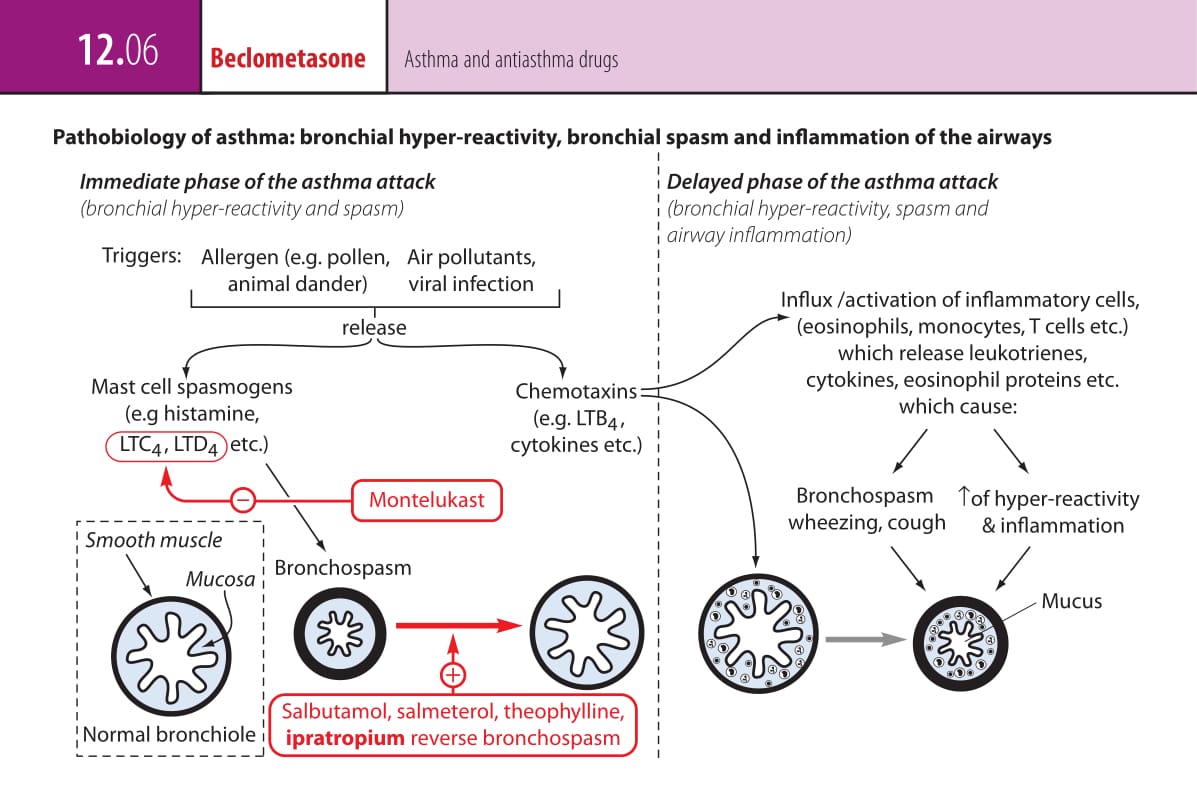 12.06
Beclometasone
Asthma and antiasthma drugs
Pathobiology of asthma: bronchial hyper-reactivity, bronchial spasm and inflammation of the airways
Immediate phase of the asthma attack
(bronchial hyper-reactivity and spasm)
Triggers:
Allergen (e.g. pollen,
animal dander)
Air pollutants,
viral infection
release
Mast cell spasmogens
(e.g histamine,
LTC4, LTD4 etc.)
Chemotaxins
(e.g. LTB4,
cytokines etc.)
−
Montelukast
Smooth muscle
Mucosa
Normal bronchiole
Bronchospasm
+
Salbutamol, salmeterol, theophylline,
ipratropium reverse bronchospasm
Delayed phase of the asthma attack
(bronchial hyper-reactivity, spasm and
airway inflammation)
Influx /activation of inflammatory cells,
(eosinophils, monocytes, T cells etc.)
which release leukotrienes,
cytokines, eosinophil proteins etc.
which cause:
Bronchospasm
wheezing, cough
↑of hyper-reactivity
& inflammation
Mucus